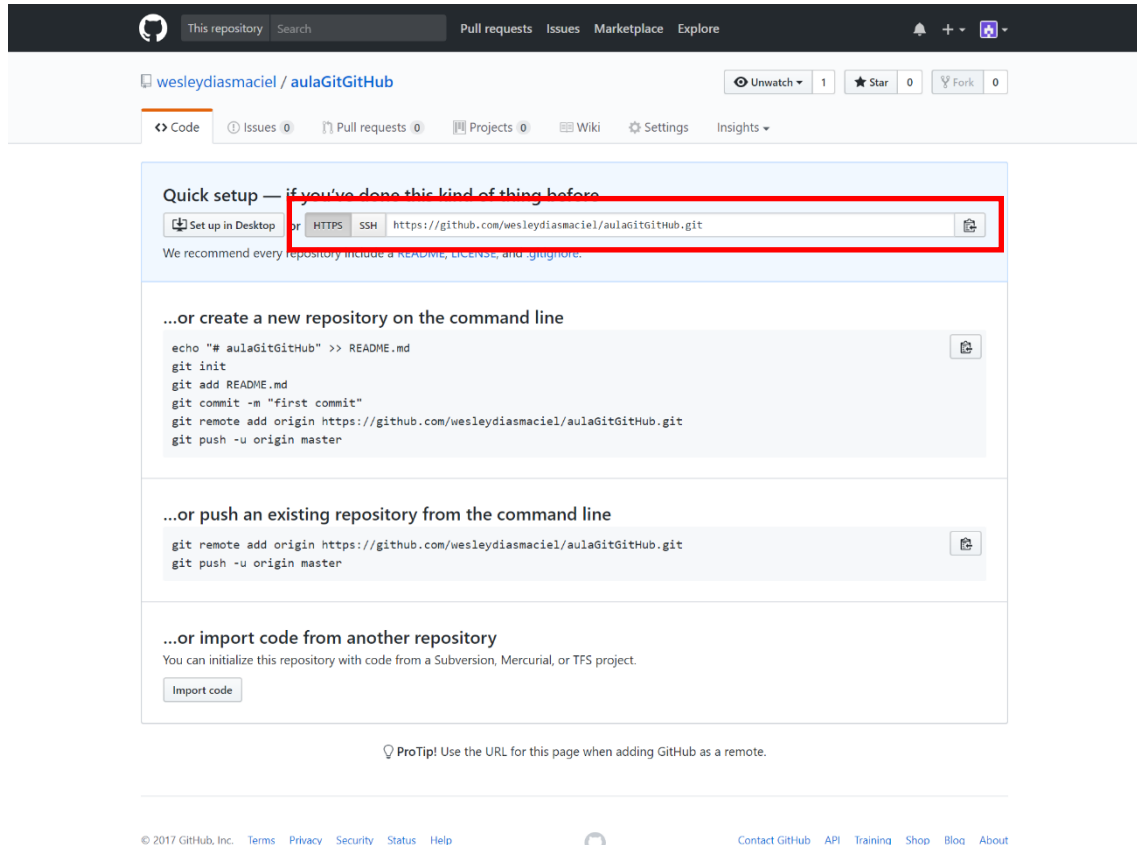 This repository Search Pull requests Issues Marketplace Explore
wesleydiasmaciel / aulaGitGitHub
Unwatch 1 Star 0 Fork 0
Code Issues 0 Pull requests 0 Projects 0 Wiki Settings Insights
Quick setup — if you've done this kind of thing before
Set up in Desktop or HTTPS SSH https://github.com/wesleydiasmaciel/aulaGitGitHub.git
We recommend every repository include a README, LICENSE, and .gitignore.
...or create a new repository on the command line
echo "# aulaGitGitHub" >> README.md
git init
git add README.md
git commit -m "first commit"
git remote add origin https://github.com/wesleydiasmaciel/aulaGitGitHub.git
git push -u origin master
...or push an existing repository from the command line
git remote add origin https://github.com/wesleydiasmaciel/aulaGitGitHub.git
git push -u origin master
...or import code from another repository
You can initialize this repository with code from a Subversion, Mercurial, or TFS project.
Import code
ProTip! Use the URL for this page when adding GitHub as a remote.
© 2017 GitHub, Inc. Terms Privacy Security Status Help Contact GitHub API Training Shop Blog About